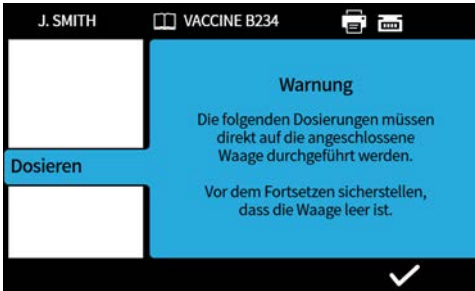 J. SMITH
VACCINE B234
Warnung
Die folgenden Dosierungen müssen
direkt auf die angeschlossene
Waage durchgeführt werden.
Dosieren
Vor dem Fortsetzen sicherstellen,
dass die Waage leer ist.